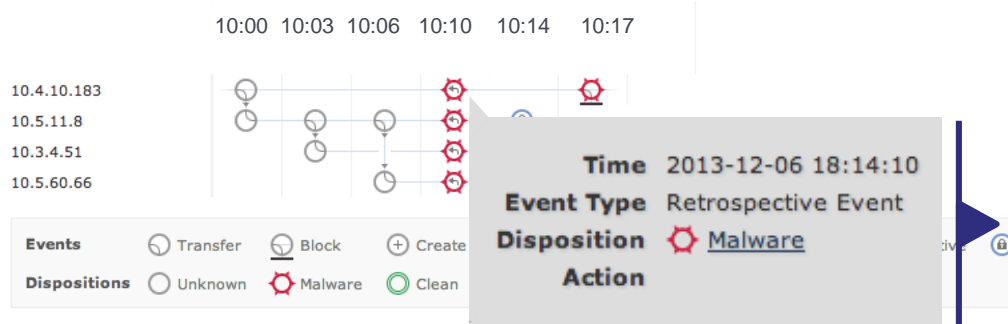 10:00 10:03 10:06 10:10 10:14 10:17
10.4.10.183
10.5.11.8
10.3.4.51
10.5.60.66
Time 2013-12-06 18:14:10
Event Type Retrospective Event
Disposition Malware
Action
Events Transfer Block Create
Dispositions Unknown Malware Clean